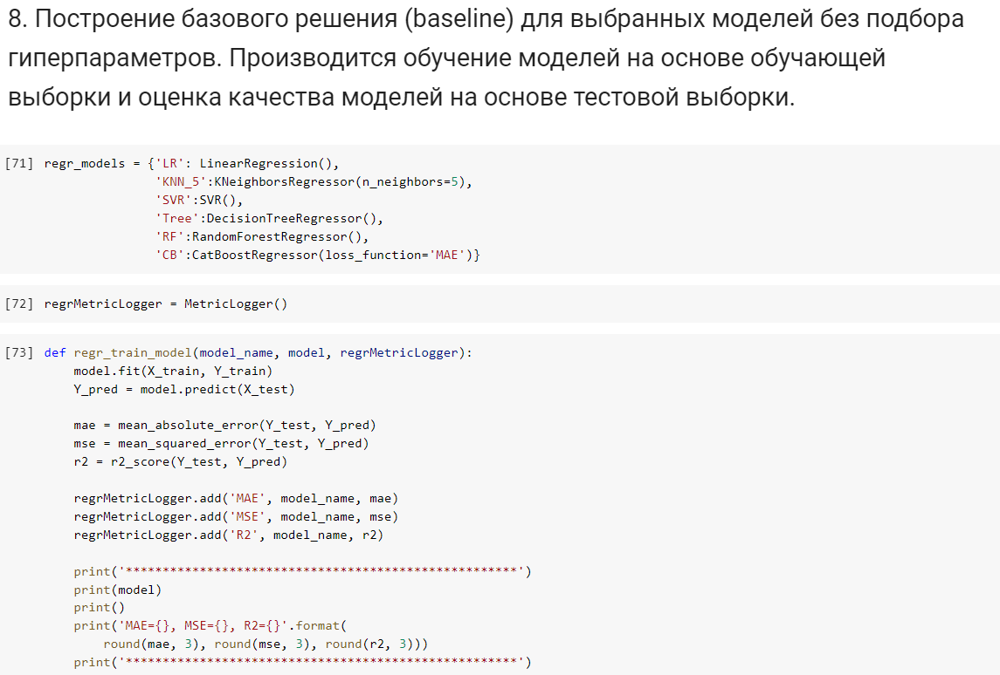 8. Построение базового решения (baseline) для выбранных моделей без подбора
гиперпараметров. Производится обучение моделей на основе обучающей
выборки и оценка качества моделей на основе тестовой выборки.
[71] regr_models = {'LR': LinearRegression(),
'KNN_5':KNeighborsRegressor(n_neighbors=5),
'SVR':SVR(),
'Tree':DecisionTreeRegressor(),
'RF':RandomForestRegressor(),
'CB':CatBoostRegressor(loss_function='MAE')}
[72] regrMetricLogger = MetricLogger()
[73] def regr_train_model(model_name, model, regrMetricLogger):
model.fit(X_train, Y_train)
Y_pred = model.predict(X_test)
mae = mean_absolute_error(Y_test, Y_pred)
mse = mean_squared_error(Y_test, Y_pred)
r2 = r2_score(Y_test, Y_pred)
regrMetricLogger.add('MAE', model_name, mae)
regrMetricLogger.add('MSE', model_name, mse)
regrMetricLogger.add('R2', model_name, r2)
print('*****************************************************')
print(model)
print()
print('MAE={}, MSE={}, R2={}'.format(
round(mae, 3), round(mse, 3), round(r2, 3)))
print('*****************************************************')